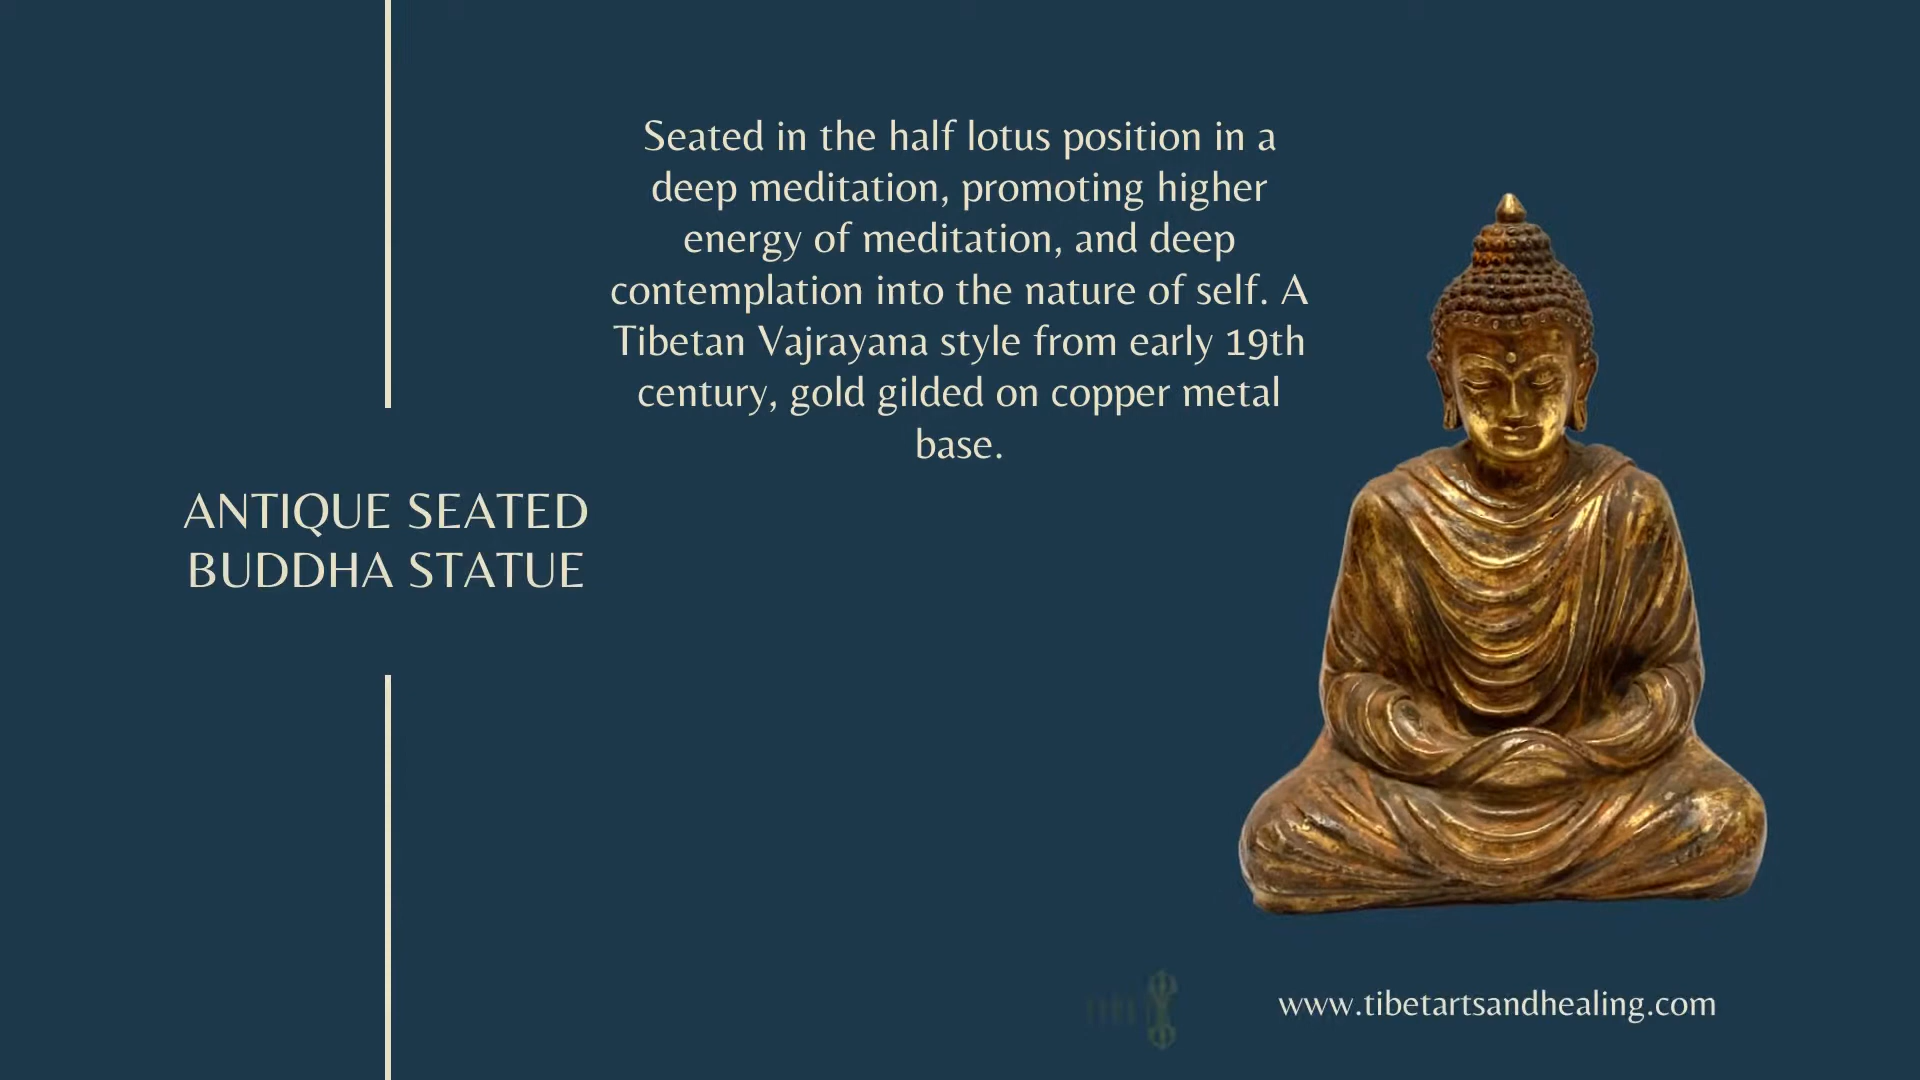 Seated in the half lotus position in a
deep meditation, promoting higher
energy of meditation, and deep
contemplation into the nature of self. A
Tibetan Vajrayana style from early 19th
century, gold gilded on copper metal
base.
ANTIQUE SEATED
BUDDHA STATUE
www.tibetartsandhealing.com